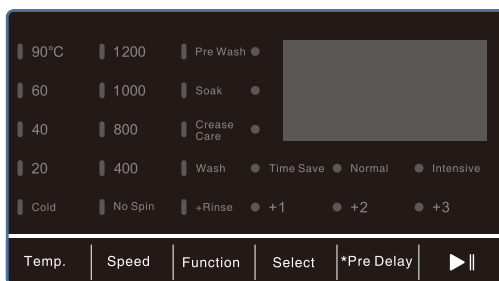 90°C 1200 Pre Wash
60 1000 Soak
40 800 Crease
Care
20 400 Wash Time Save Normal Intensive
Cold No Spin +Rinse +1 +2 +3
Temp. Speed Function Select *Pre Delay